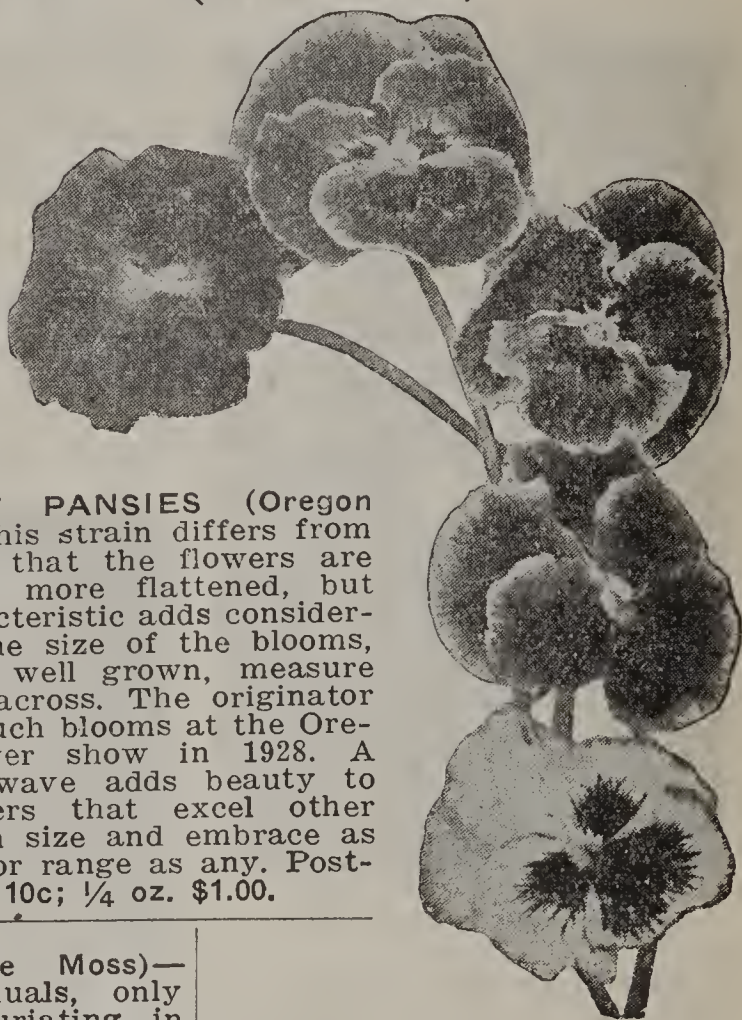 PANSIES (Oregon
his strain differs from
that the flowers are
more flattened, but
cteristic adds consider-
e size of the blooms,
well grown, measure
across. The originator
uch blooms at the Ore-
er show in 1928. A
wave adds beauty to
ers that excel other
size and embrace as
or range as any. Post-
10c; ¼ oz. $1.00.
e Moss)—
uals, only